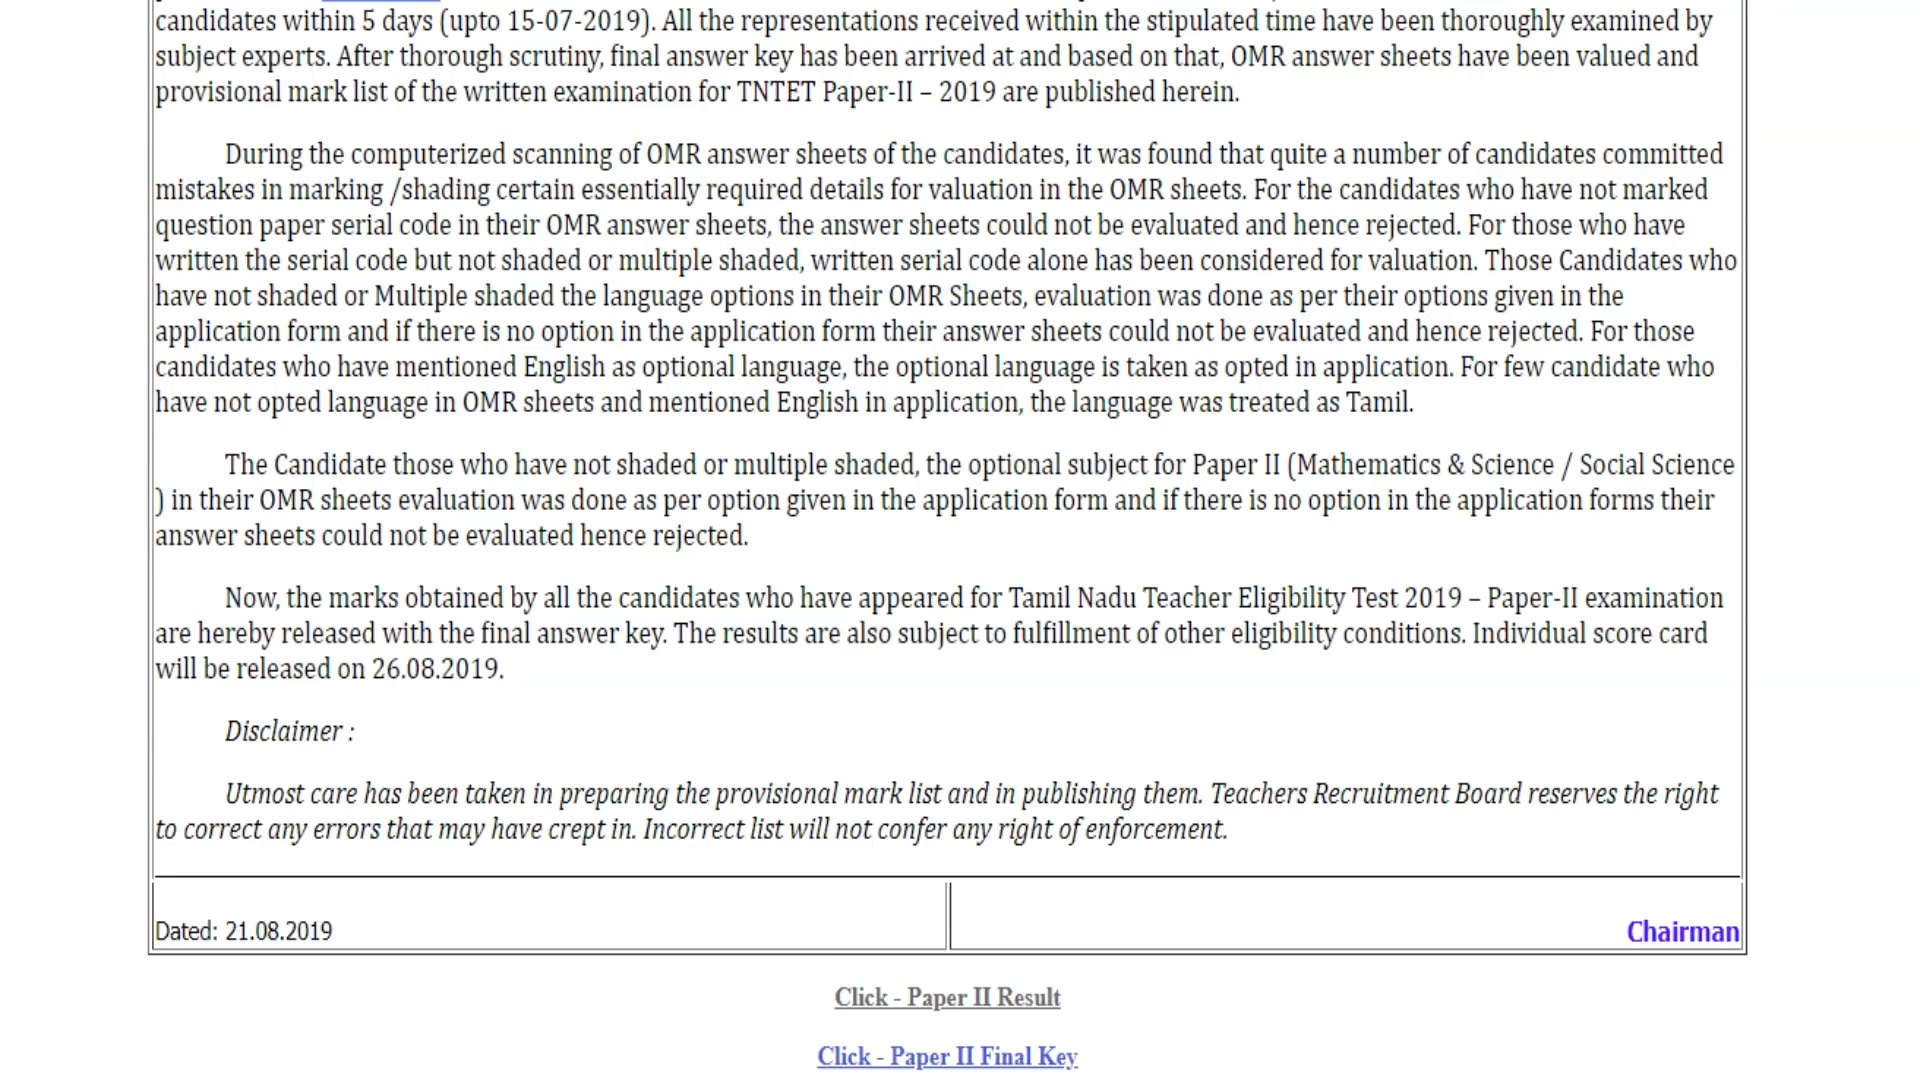 candidates within 5 days (upto 15-07-2019). All the representations received within the stipulated time have been thoroughly examined by
subject experts. After thorough scrutiny, final answer key has been arrived at and based on that, OMR answer sheets have been valued and
provisional mark list of the written examination for TNTET Paper-II – 2019 are published herein.
During the computerized scanning of OMR answer sheets of the candidates, it was found that quite a number of candidates committed
mistakes in marking /shading certain essentially required details for valuation in the OMR sheets. For the candidates who have not marked
question paper serial code in their OMR answer sheets, the answer sheets could not be evaluated and hence rejected. For those who have
written the serial code but not shaded or multiple shaded, written serial code alone has been considered for valuation. Those Candidates who
have not shaded or Multiple shaded the language options in their OMR Sheets, evaluation was done as per their options given in the
application form and if there is no option in the application form their answer sheets could not be evaluated and hence rejected. For those
candidates who have mentioned English as optional language, the optional language is taken as opted in application. For few candidate who
have not opted language in OMR sheets and mentioned English in application, the language was treated as Tamil.
The Candidate those who have not shaded or multiple shaded, the optional subject for Paper II (Mathematics & Science / Social Science
) in their OMR sheets evaluation was done as per option given in the application form and if there is no option in the application forms their
answer sheets could not be evaluated hence rejected.
Now, the marks obtained by all the candidates who have appeared for Tamil Nadu Teacher Eligibility Test 2019 – Paper-II examination
are hereby released with the final answer key. The results are also subject to fulfillment of other eligibility conditions. Individual score card
will be released on 26.08.2019.
Disclaimer :
Utmost care has been taken in preparing the provisional mark list and in publishing them. Teachers Recruitment Board reserves the right
to correct any errors that may have crept in. Incorrect list will not confer any right of enforcement.
Dated: 21.08.2019
Chairman
Click - Paper II Result
Click - Paper II Final Key